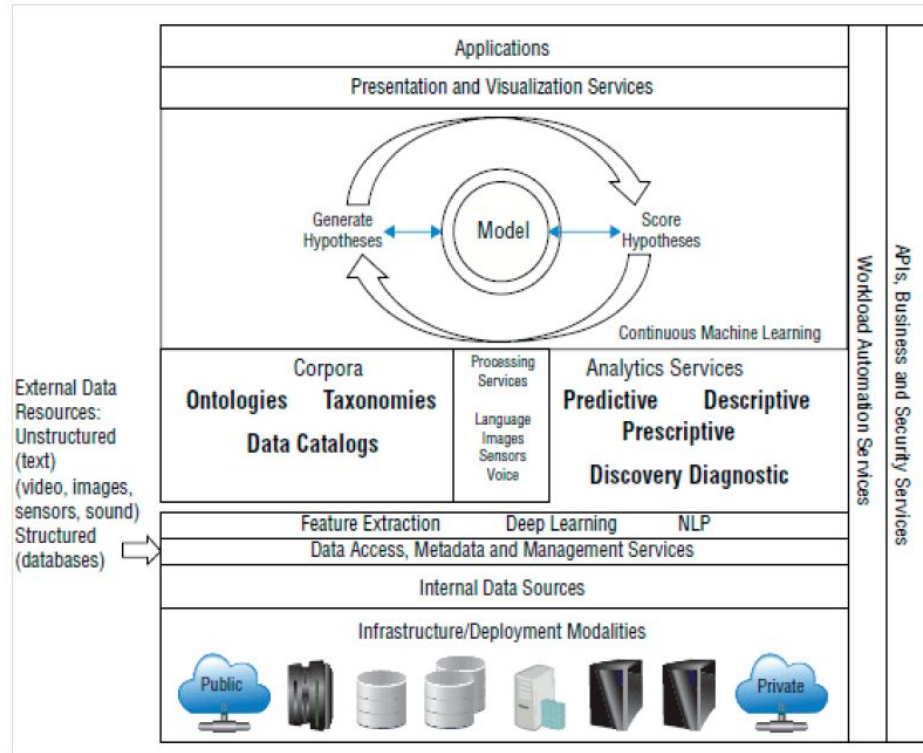 Applications
Presentation and Visualization Services
Generate
Hypotheses
Model
Score
Hypotheses
Continuous Machine Learning
Corpora
Ontologies Taxonomies
Data Catalogs
Processing
Services
Language
Images
Sensors
Voice
Analytics Services
Predictive Descriptive
Prescriptive
Discovery Diagnostic
External Data
Resources:
Unstructured
(text)
(video, images,
sensors, sound)
Structured
(databases)
Feature Extraction Deep Learning NLP
Data Access, Metadata and Management Services
Internal Data Sources
Infrastructure/Deployment Modalities
Public
Private
Workload Automation Services
APIs, Business and Security Services